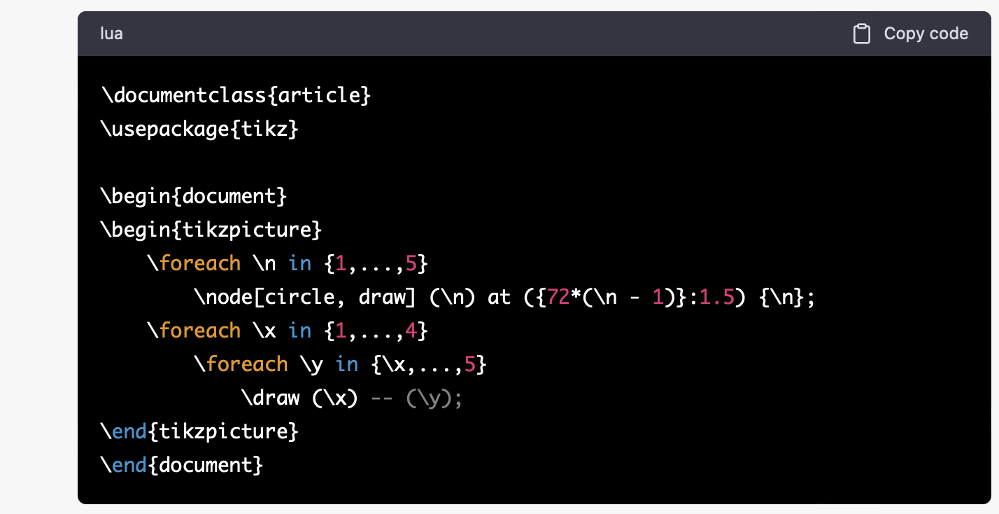 lua
Copy code
\documentclass{article}
\usepackage{tikz}
\begin{document}
\begin{tikzpicture}
\foreach \n in {1,...,5}
\node[circle, draw] (\n) at ({72*(\n - 1)}:1.5) {\n};
\foreach \x in {1,...,4}
\foreach \y in {\x,...,5}
\draw (\x) -- (\y);
\end{tikzpicture}
\end{document}